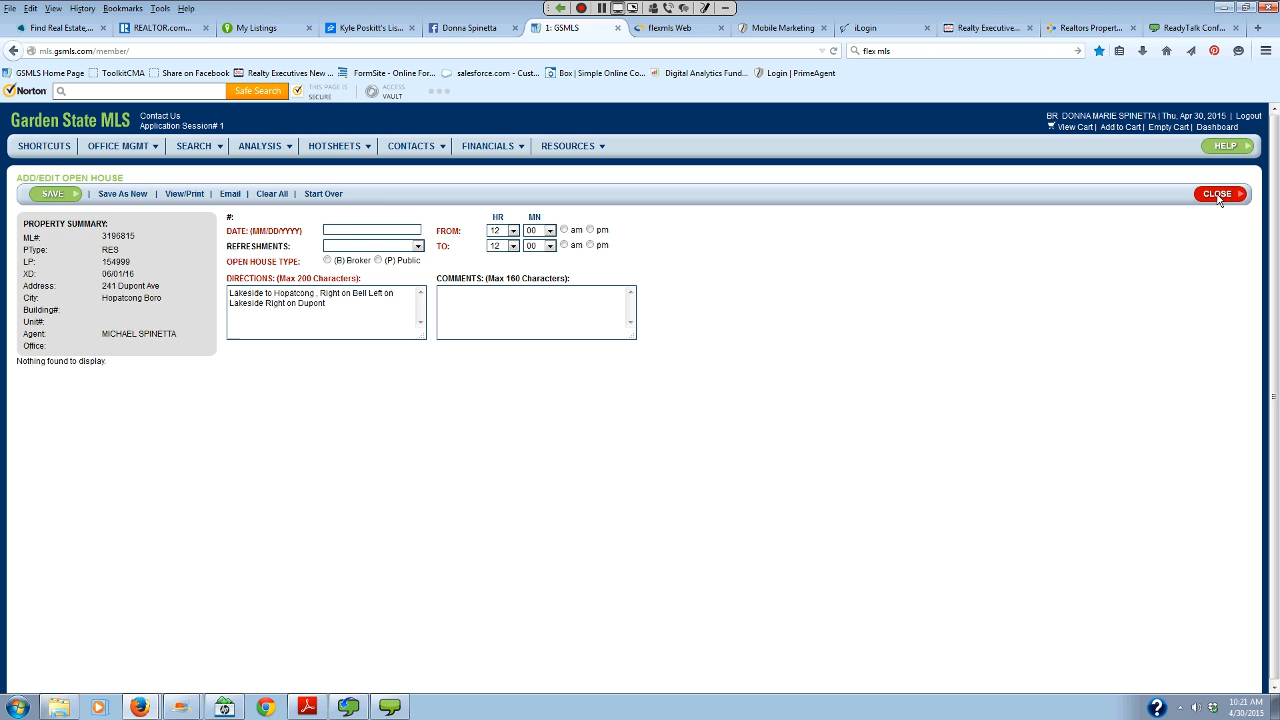 File Edit View History Bookmarks Tools Help
Find Real Estate,... REALTOR.com... My Listings Kyle Poskitt's Lis... Donna Spinetta 1: GSMLS flexmls Web Mobile Marketing iLogin Realty Executives... Realtors Propert... ReadyTalk Conf...
mls.gsmls.com/member/ flex mls
GSMLS Home Page ToolkitCMA Share on Facebook Realty Executives New ... FormSite - Online For... salesforce.com - Cust... Box | Simple Online Co... Digital Analytics Fund... Login | PrimeAgent
Norton Safe Search THIS PAGE IS SECURE ACCESS VAULT
Garden State MLS
Contact Us
Application Session# 1
BR DONNA MARIE SPINETTA | Thu, Apr 30, 2015 | Logout
View Cart | Add to Cart | Empty Cart | Dashboard
SHORTCUTS OFFICE MGMT SEARCH ANALYSIS HOTSHEETS CONTACTS FINANCIALS RESOURCES HELP
ADD/EDIT OPEN HOUSE
SAVE | Save As New | View/Print | Email | Clear All | Start Over CLOSE
PROPERTY SUMMARY:
ML#: 3196815
PType: RES
LP: 154999
XD: 06/01/16
Address: 241 Dupont Ave
City: Hopatcong Boro
Building#:
Unit#:
Agent: MICHAEL SPINETTA
Office:
Nothing found to display.
#: HR MN
DATE: (MM/DD/YYYY) FROM: 12 00 am pm
REFRESHMENTS: TO: 12 00 am pm
OPEN HOUSE TYPE: (B) Broker (P) Public
DIRECTIONS: (Max 200 Characters): COMMENTS: (Max 160 Characters):
Lakeside to Hopatcong , Right on Bell Left on
Lakeside Right on Dupont
10:21 AM
4/30/2015